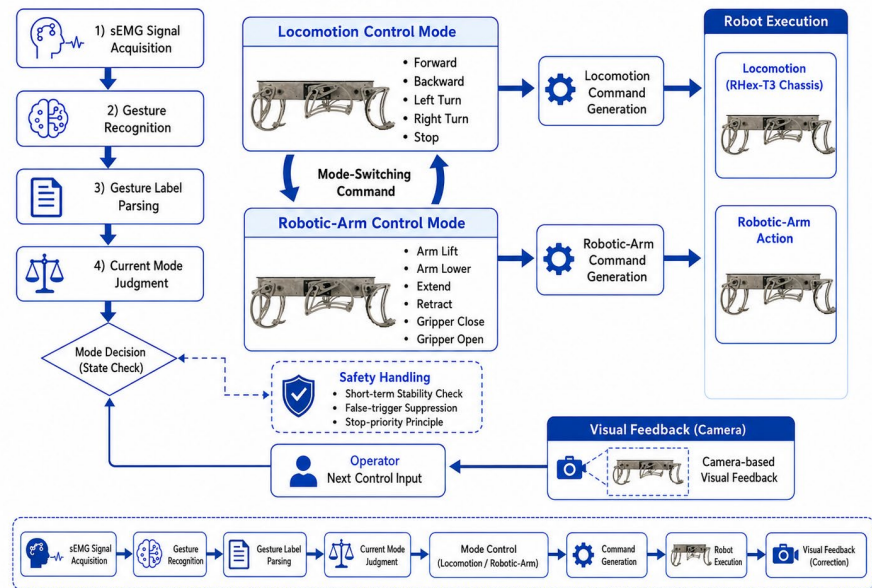 1) sEMG Signal
Acquisition
2) Gesture
Recognition
3) Gesture Label
Parsing
4) Current Mode
Judgment
Mode Decision
(State Check)
Locomotion Control Mode
• Forward
• Backward
• Left Turn
• Right Turn
• Stop
Mode-Switching
Command
Robotic-Arm Control Mode
• Arm Lift
• Arm Lower
• Extend
• Retract
• Gripper Close
• Gripper Open
Locomotion
Command
Generation
Robotic-Arm
Command
Generation
Robot Execution
Locomotion
(RHex-T3 Chassis)
Robotic-Arm
Action
Safety Handling
• Short-term Stability Check
• False-trigger Suppression
• Stop-priority Principle
Operator
Next Control Input
Visual Feedback (Camera)
Camera-based
Visual Feedback
sEMG Signal
Acquisition
Gesture
Recognition
Gesture Label
Parsing
Current Mode
Judgment
Mode Control
(Locomotion / Robotic-Arm)
Command
Generation
Robot
Execution
Visual Feedback
(Correction)